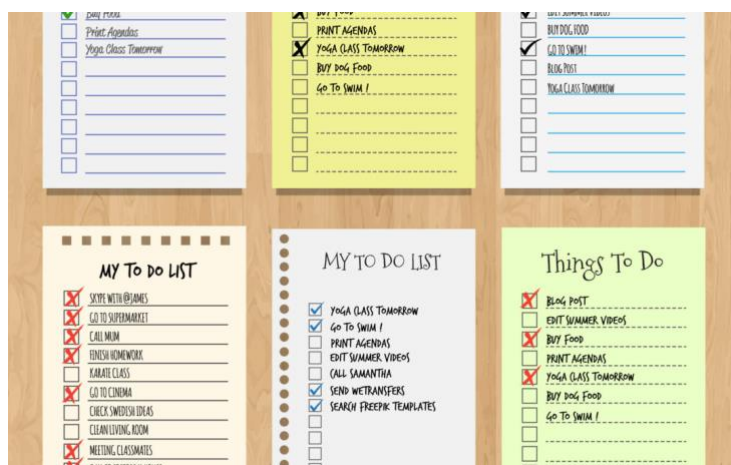 Buy Food
Print Agendas
Yoga Class Tomorrow
BUY FOOD
PRINT AGENDAS
YOGA CLASS TOMORROW
BUY DOG FOOD
GO TO SWIM !
EDIT SUMMER VIDEOS
BUY DOG FOOD
GO TO SWIM !
BLOG POST
YOGA CLASS TOMORROW
MY TO DO LIST
SKYPE WITH @JAMES
GO TO SUPERMARKET
CALL MUM
FINISH HOMEWORK
KARATE CLASS
GO TO CINEMA
CHECK SWEDISH IDEAS
CLEAN LIVING ROOM
MEETING CLASSMATES
MY TO DO LIST
YOGA CLASS TOMORROW
GO TO SWIM !
PRINT AGENDAS
EDIT SUMMER VIDEOS
CALL SAMANTHA
SEND WETRANSFERS
SEARCH FREEPIK TEMPLATES
Things To Do
BLOG POST
EDIT SUMMER VIDEOS
BUY FOOD
PRINT AGENDAS
YOGA CLASS TOMORROW
BUY DOG FOOD
GO TO SWIM !